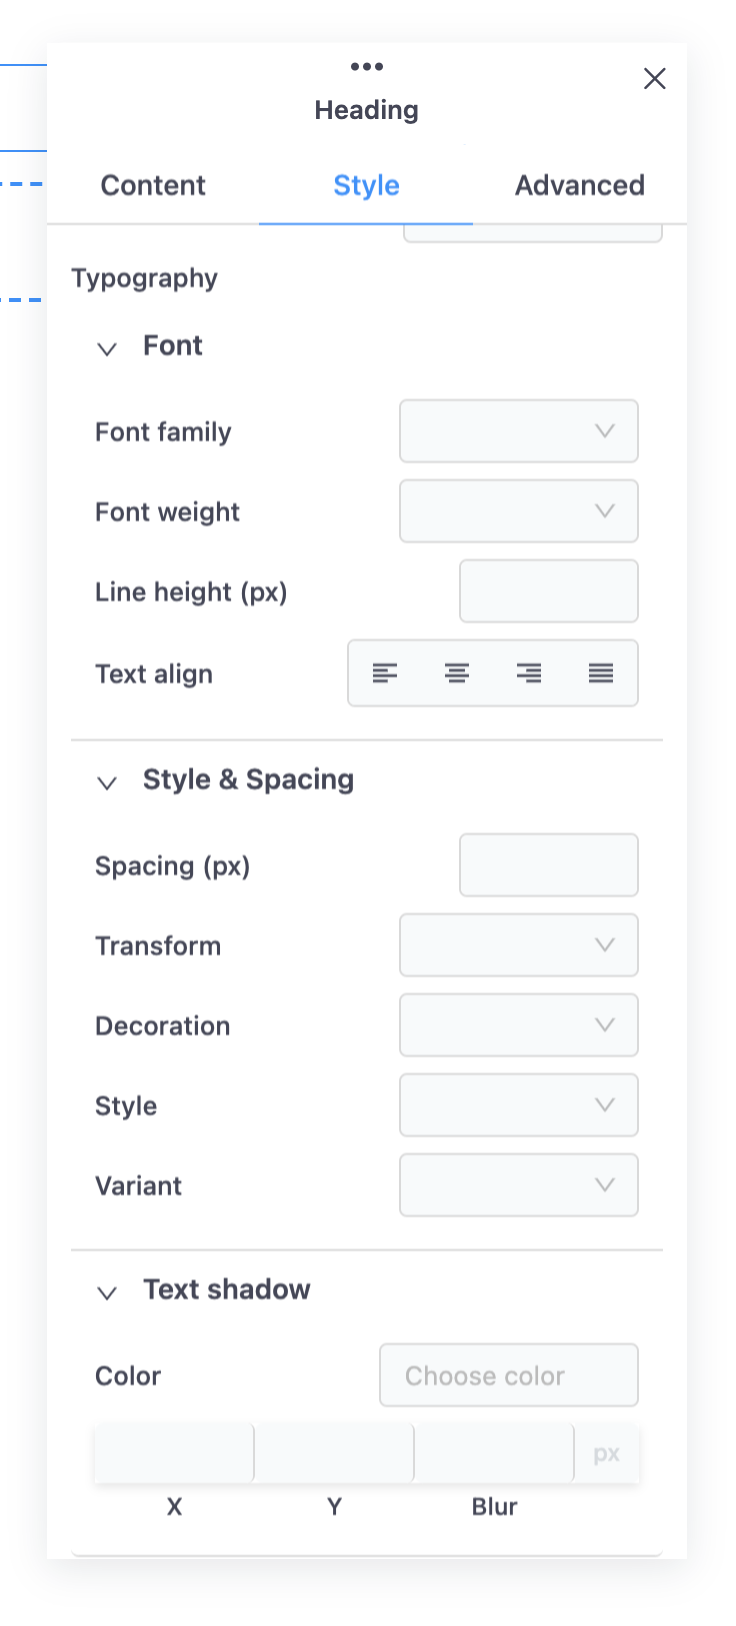 Heading
Content Style Advanced
Typography
Font
Font family
Font weight
Line height (px)
Text align
Style & Spacing
Spacing (px)
Transform
Decoration
Style
Variant
Text shadow
Color Choose color
px
X Y Blur